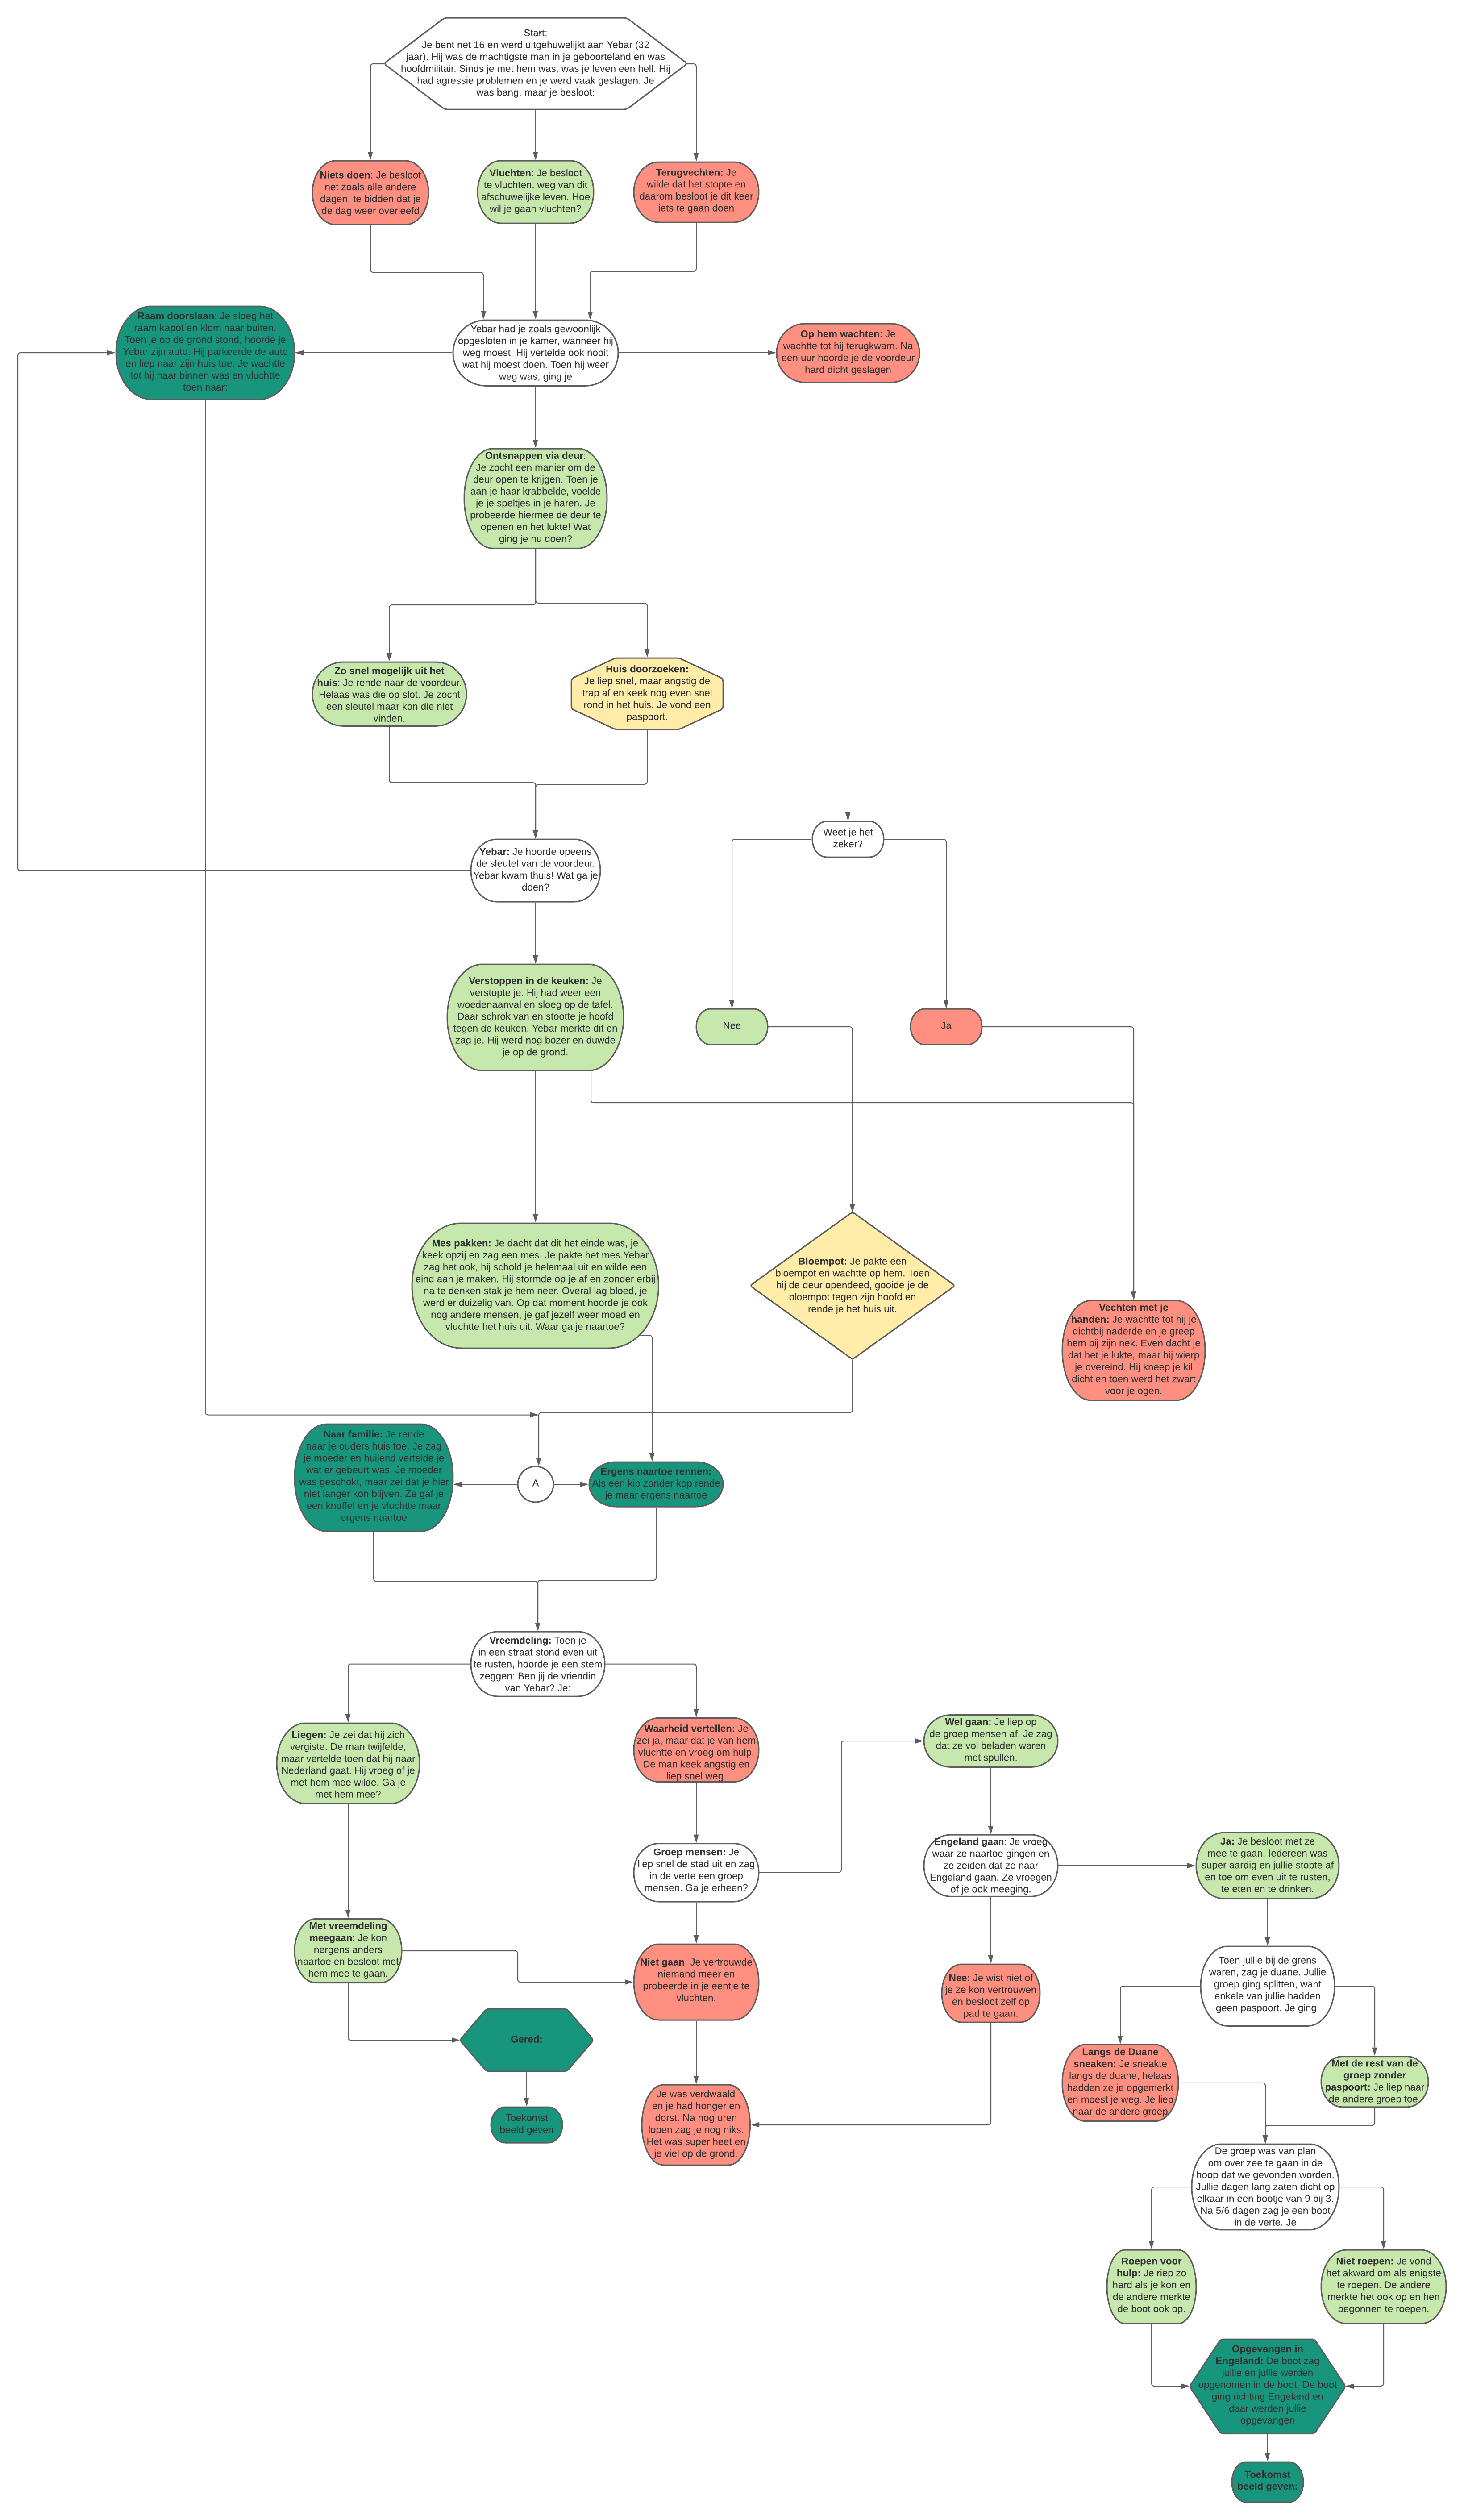 Start:
Je bent net 16 en werd uitgehuwelijkt aan Yebar (32
jaar). Hij was de machtigste man in je geboorteland en was
hoofdmilitair. Sinds je met hem was, was je leven een hell. Hij
had agressie problemen en je werd vaak geslagen. Je
was bang, maar je besloot:
Niets doen: Je besloot
net zoals alle andere
dagen, te bidden dat je
de dag weer overleefd
Vluchten: Je besloot
te vluchten. weg van dit
afschuwelijke leven. Hoe
wil je gaan vluchten?
Terugvechten: Je
wilde dat het stopte en
daarom besloot je dit keer
iets te gaan doen
Raam doorslaan: Je sloeg het
raam kapot en klom naar buiten.
Toen je op de grond stond, hoorde je
Yebar zijn auto. Hij parkeerde de auto
en liep naar zijn huis toe. Je wachtte
tot hij naar binnen was en vluchtte
toen naar:
Yebar had je zoals gewoonlijk
opgesloten in je kamer, wanneer hij
weg moest. Hij vertelde ook nooit
wat hij moest doen. Toen hij weer
weg was, ging je
Op hem wachten: Je
wachtte tot hij terugkwam. Na
een uur hoorde je de voordeur
hard dicht geslagen
Ontsnappen via deur:
Je zocht een manier om de
deur open te krijgen. Toen je
aan je haar krabbelde, voelde
je je speltjes in je haren. Je
probeerde hiermee de deur te
openen en het lukte! Wat
ging je nu doen?
Zo snel mogelijk uit het
huis: Je rende naar de voordeur.
Helaas was die op slot. Je zocht
een sleutel maar kon die niet
vinden.
Huis doorzoeken:
Je liep snel, maar angstig de
trap af en keek nog even snel
rond in het huis. Je vond een
paspoort.
Weet je het
zeker?
Yebar: Je hoorde opeens
de sleutel van de voordeur.
Yebar kwam thuis! Wat ga je
doen?
Verstoppen in de keuken: Je
verstopte je. Hij had weer een
woedenaanval en sloeg op de tafel.
Daar schrok van en stootte je hoofd
tegen de keuken. Yebar merkte dit en
zag je. Hij werd nog bozer en duwde
je op de grond.
Nee
Ja
Mes pakken: Je dacht dat dit het einde was, je
keek opzij en zag een mes. Je pakte het mes.Yebar
zag het ook, hij schold je helemaal uit en wilde een
eind aan je maken. Hij stormde op je af en zonder erbij
na te denken stak je hem neer. Overal lag bloed, je
werd er duizelig van. Op dat moment hoorde je ook
nog andere mensen, je gaf jezelf weer moed en
vluchtte het huis uit. Waar ga je naartoe?
Bloempot: Je pakte een
bloempot en wachtte op hem. Toen
hij de deur opendeed, gooide je de
bloempot tegen zijn hoofd en
rende je het huis uit.
Vechten met je
handen: Je wachtte tot hij je
dichtbij naderde en je greep
hem bij zijn nek. Even dacht je
dat het je lukte, maar hij wierp
je overeind. Hij kneep je kil
dicht en toen werd het zwart
voor je ogen.
Naar familie: Je rende
naar je ouders huis toe. Je zag
je moeder en huilend vertelde je
wat er gebeurt was. Je moeder
was geschokt, maar zei dat je hier
niet langer kon blijven. Ze gaf je
een knuffel en je vluchtte maar
ergens naartoe
A
Ergens naartoe rennen:
Als een kip zonder kop rende
je maar ergens naartoe
Vreemdeling: Toen je
in een straat stond even uit
te rusten, hoorde je een stem
zeggen: Ben jij de vriendin
van Yebar? Je:
Liegen: Je zei dat hij zich
vergiste. De man twijfelde,
maar vertelde toen dat hij naar
Nederland gaat. Hij vroeg of je
met hem mee wilde. Ga je
met hem mee?
Waarheid vertellen: Je
zei ja, maar dat je van hem
vluchtte en vroeg om hulp.
De man keek angstig en
liep snel weg.
Wel gaan: Je liep op
de groep mensen af. Je zag
dat ze vol beladen waren
met spullen.
Groep mensen: Je
liep snel de stad uit en zag
in de verte een groep
mensen. Ga je erheen?
Engeland gaan: Je vroeg
waar ze naartoe gingen en
ze zeiden dat ze naar
Engeland gaan. Ze vroegen
of je ook meeging.
Ja: Je besloot met ze
mee te gaan. Iedereen was
super aardig en jullie stopte af
en toe om even uit te rusten,
te eten en te drinken.
Met vreemdeling
meegaan: Je kon
nergens anders
naartoe en besloot met
hem mee te gaan.
Niet gaan: Je vertrouwde
niemand meer en
probeerde in je eentje te
vluchten.
Nee: Je wist niet of
je ze kon vertrouwen
en besloot zelf op
pad te gaan.
Toen jullie bij de grens
waren, zag je duane. Jullie
groep ging splitten, want
enkele van jullie hadden
geen paspoort. Je ging:
Gered:
Langs de Duane
sneaken: Je sneakte
langs de duane, helaas
hadden ze je opgemerkt
en moest je weg. Je liep
naar de andere groep
Met de rest van de
groep zonder
paspoort: Je liep naar
de andere groep toe.
Toekomst
beeld geven
Je was verdwaald
en je had honger en
dorst. Na nog uren
lopen zag je nog niks.
Het was super heet en
je viel op de grond.
De groep was van plan
om over zee te gaan in de
hoop dat we gevonden worden.
Jullie dagen lang zaten dicht op
elkaar in een bootje van 9 bij 3.
Na 5/6 dagen zag je een boot
in de verte. Je
Roepen voor
hulp: Je riep zo
hard als je kon en
de andere merkte
de boot ook op.
Niet roepen: Je vond
het akward om als enigste
te roepen. De andere
merkte het ook op en hen
begonnen te roepen.
Opgevangen in
Engeland: De boot zag
jullie en jullie werden
opgenomen in de boot. De boot
ging richting Engeland en
daar werden jullie
opgevangen
Toekomst
beeld geven: